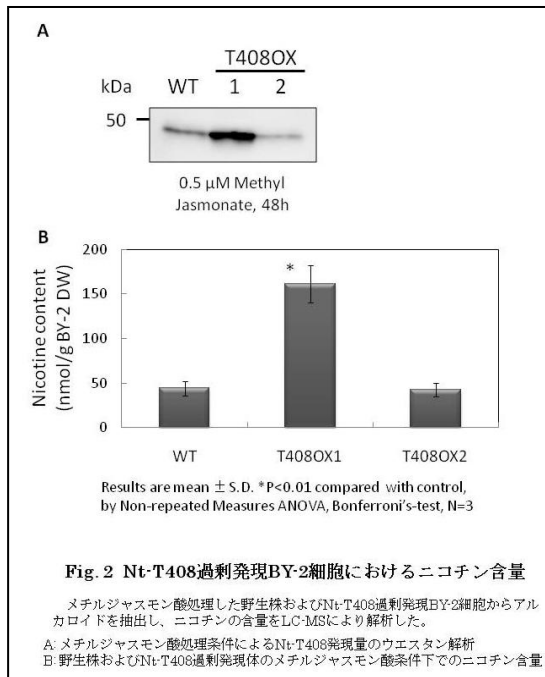 A
T408OX
kDa WT 1 2
50
0.5 µM Methyl
Jasmonate, 48h
B
Nicotine content
(nmol/g BY-2 DW)
200
150
100
50
0
*
WT T408OX1 T408OX2
Results are mean ± S.D. *P<0.01 compared with control,
by Non-repeated Measures ANOVA, Bonferroni's-test, N=3
Fig. 2 Nt-T408過剰発現BY-2細胞におけるニコチン含量
メチルジャスモン酸処理した野生株およびNt-T408過剰発現BY-2細胞からアル
カロイドを抽出し、ニコチンの含量をLC-MSにより解析した。
A: メチルジャスモン酸処理条件によるNt-T408発現量のウエスタン解析
B: 野生株およびNt-T408過剰発現体のメチルジャスモン酸条件下でのニコチン含量